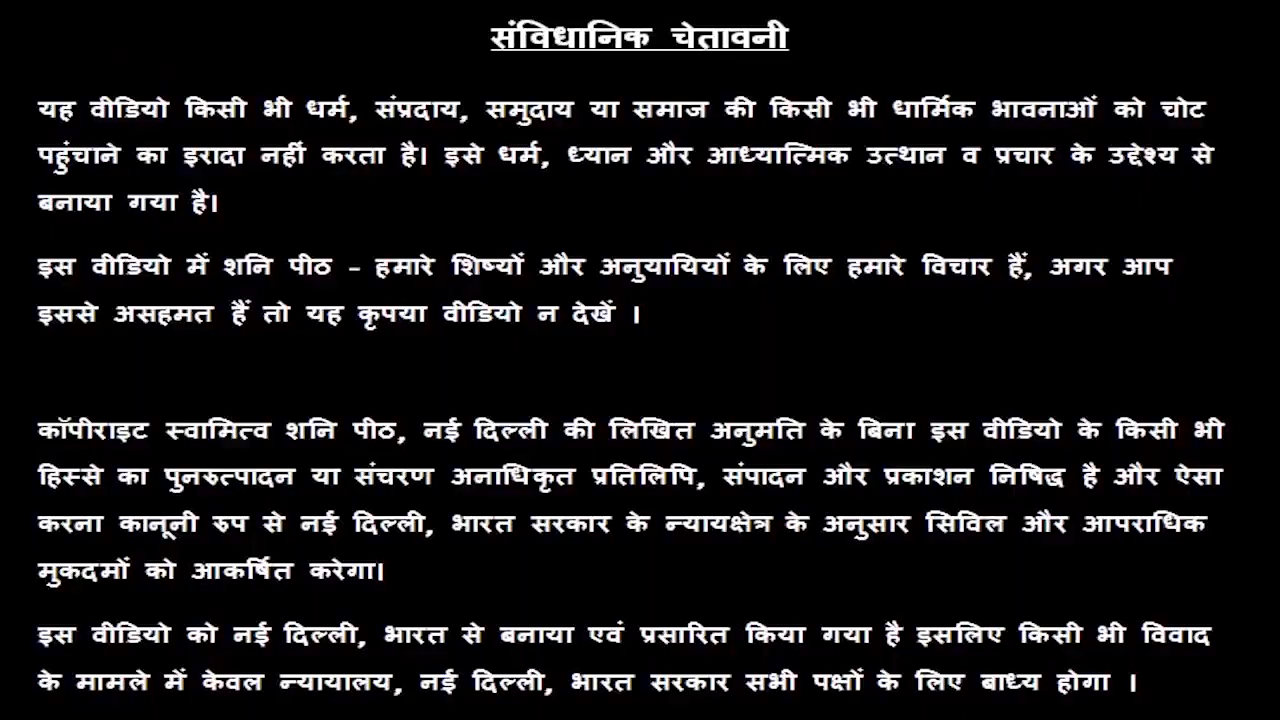 संविधानिक चेतावनी
यह वीडियो किसी भी धर्म, संप्रदाय, समुदाय या समाज की किसी भी धार्मिक भावनाओं को चोट
पहुंचाने का इरादा नहीं करता है। इसे धर्म, ध्यान और आध्यात्मिक उत्थान व प्रचार के उद्देश्य से
बनाया गया है।
इस वीडियो में शनि पीठ – हमारे शिष्यों और अनुयायियों के लिए हमारे विचार हैं, अगर आप
इससे असहमत हैं तो यह कृपया वीडियो न देखें ।
कॉपीराइट स्वामित्व शनि पीठ, नई दिल्ली की लिखित अनुमति के बिना इस वीडियो के किसी भी
हिस्से का पुनरुत्पादन या संचरण अनाधिकृत प्रतिलिपि, संपादन और प्रकाशन निषिद्ध है और ऐसा
करना कानूनी रुप से नई दिल्ली, भारत सरकार के न्यायक्षेत्र के अनुसार सिविल और आपराधिक
मुकदमों को आकर्षित करेगा।
इस वीडियो को नई दिल्ली, भारत से बनाया एवं प्रसारित किया गया है इसलिए किसी भी विवाद
के मामले में केवल न्यायालय, नई दिल्ली, भारत सरकार सभी पक्षों के लिए बाध्य होगा ।